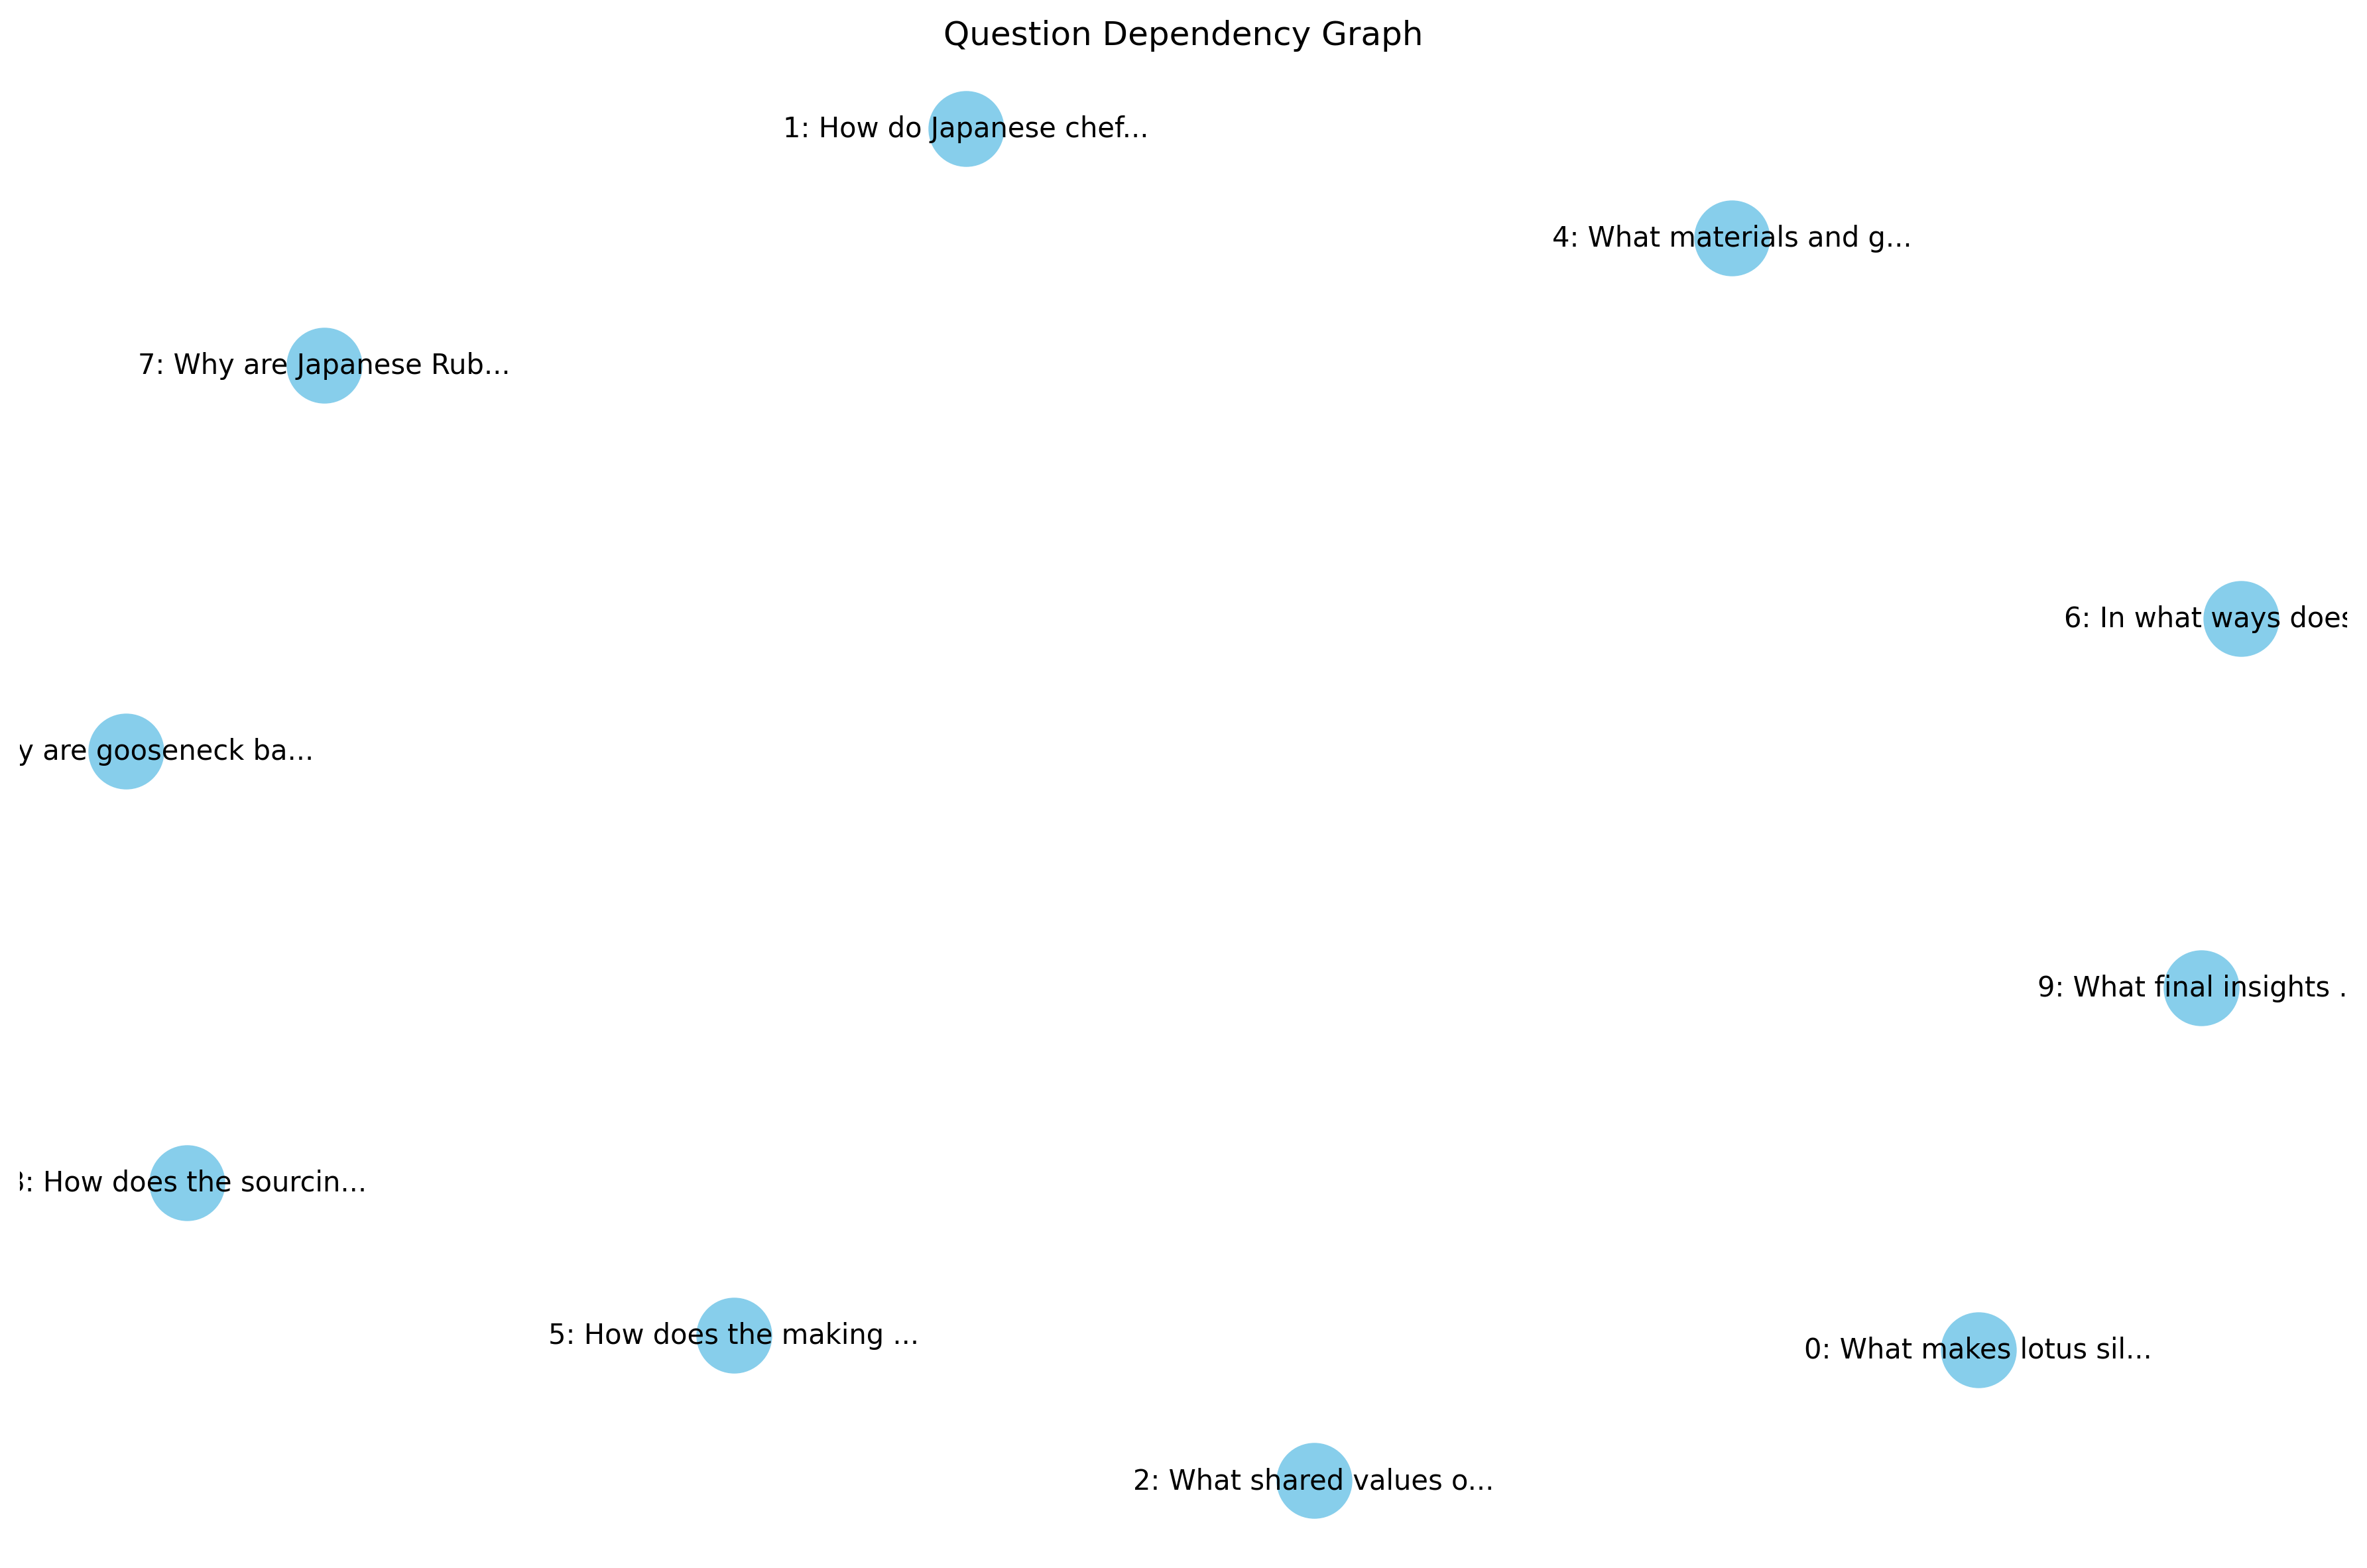 Question Dependency Graph
1: How do Japanese chef...
4: What materials and g...
7: Why are Japanese Rub...
6: In what ways does
y are gooseneck ba...
9: What final insights .
: How does the sourcin...
5: How does the making ...
0: What makes lotus sil...
2: What shared values o...